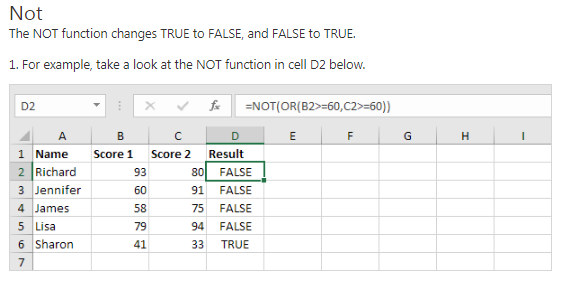 Not
The NOT function changes TRUE to FALSE, and FALSE to TRUE.
1. For example, take a look at the NOT function in cell D2 below.
D2 fx =NOT(OR(B2>=60,C2>=60))
A B C D E F G H I
1 Name Score 1 Score 2 Result
2 Richard 93 80 FALSE
3 Jennifer 60 91 FALSE
4 James 58 75 FALSE
5 Lisa 79 94 FALSE
6 Sharon 41 33 TRUE
7